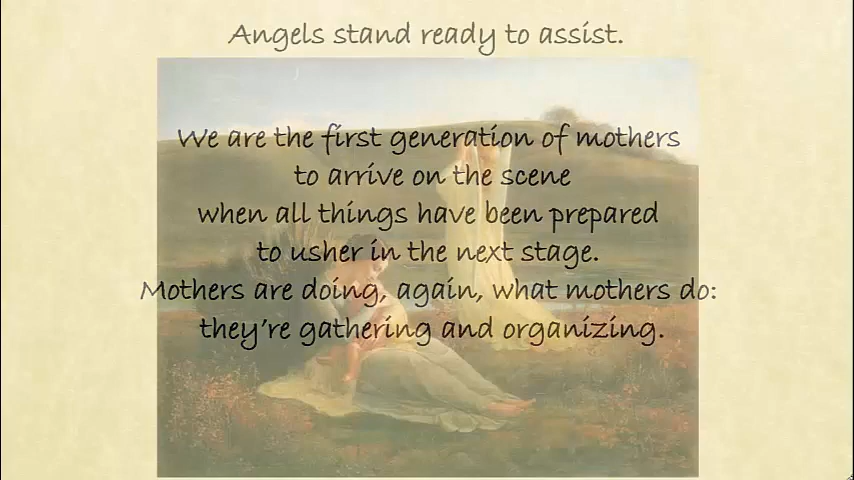 Angels stand ready to assist.
We are the first generation of mothers
to arrive on the scene
when all things have been prepared
to usher in the next stage.
Mothers are doing, again, what mothers do:
they're gathering and organizing.